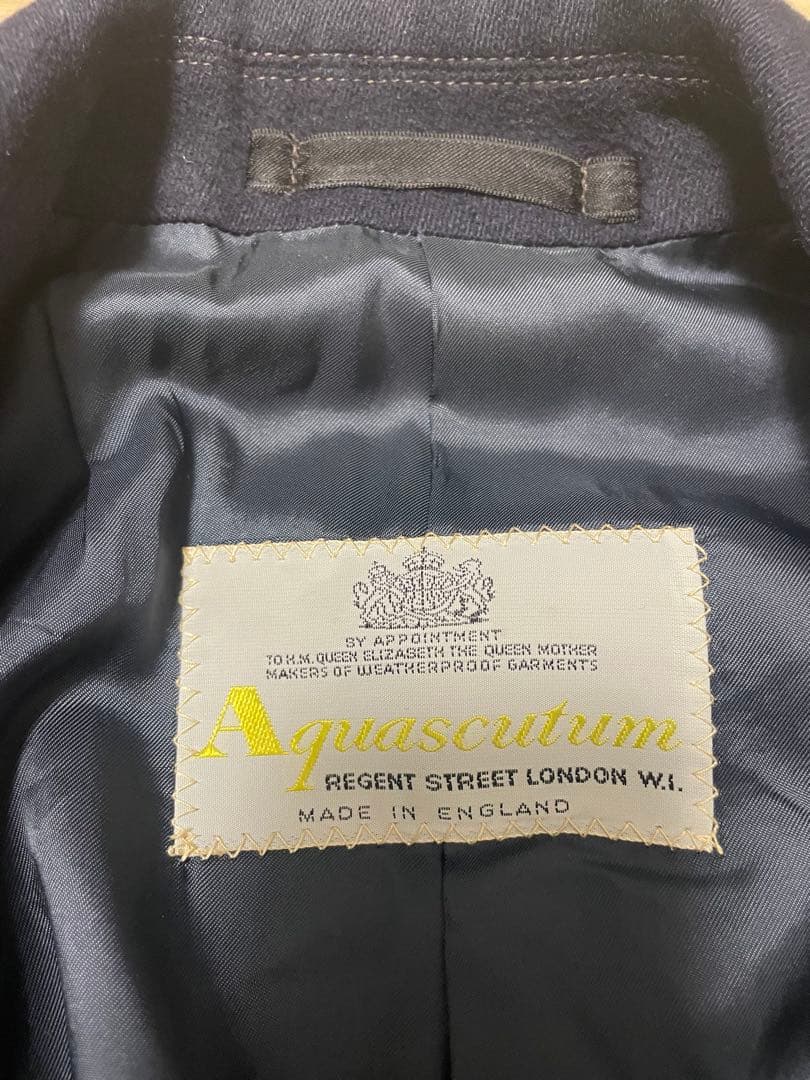 BY APPOINTMENT
TO H.M. QUEEN ELIZABETH THE QUEEN MOTHER
MAKERS OF WEATHERPROOF GARMENTS
Aquascutum
REGENT STREET LONDON W.1.
MADE IN ENGLAND